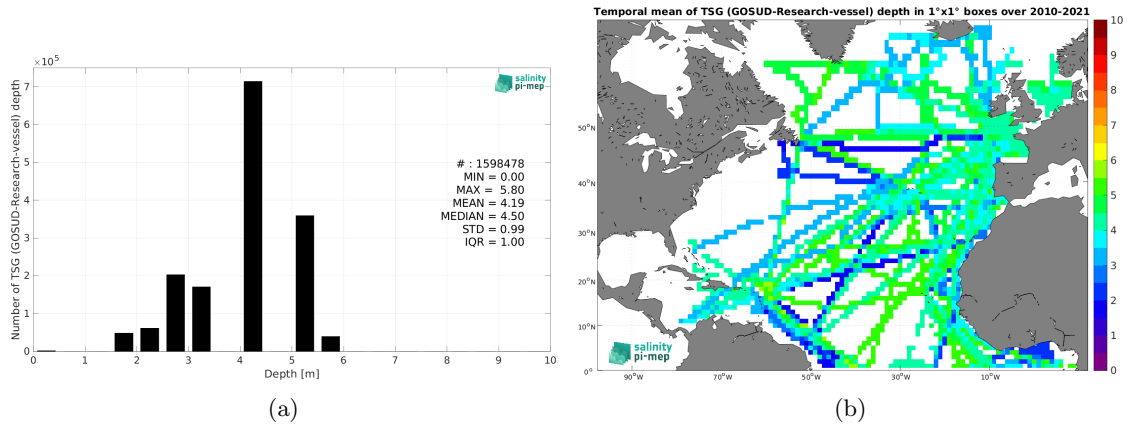 ×10⁵
7
6
5
4
3
2
1
0
Number of TSG (GOSUD-Research-vessel) depth
salinity
pi-mep
# : 1598478
MIN = 0.00
MAX = 5.80
MEAN = 4.19
MEDIAN = 4.50
STD = 0.99
IQR = 1.00
0 1 2 3 4 5 6 7 8 9 10
Depth [m]
(a)
Temporal mean of TSG (GOSUD-Research-vessel) depth in 1°x1° boxes over 2010-2021
50°N
40°N
30°N
20°N
10°N
0°
90°W 70°W 50°W 30°W 10°W
salinity
pi-mep
10
9
8
7
6
5
4
3
2
1
0
(b)